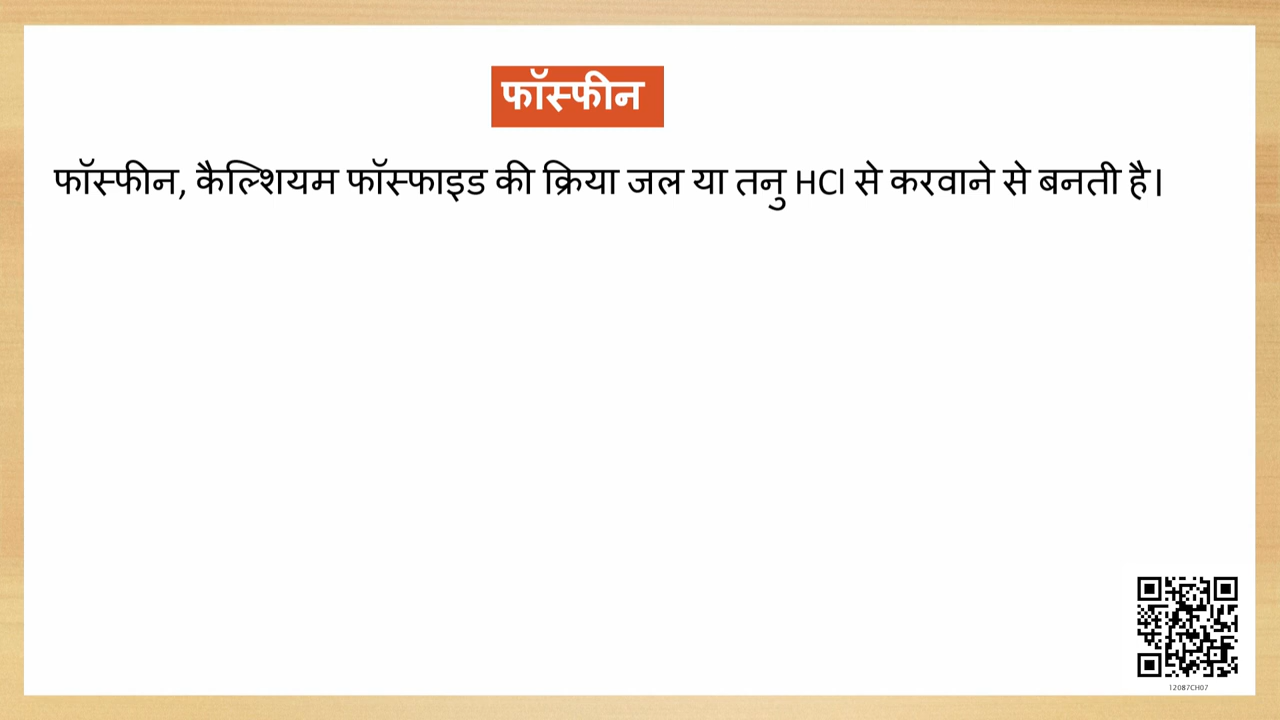 फॉस्फीन
फॉस्फीन, कैल्शियम फॉस्फाइड की क्रिया जल या तनु HCl से करवाने से बनती है।
12087CH07